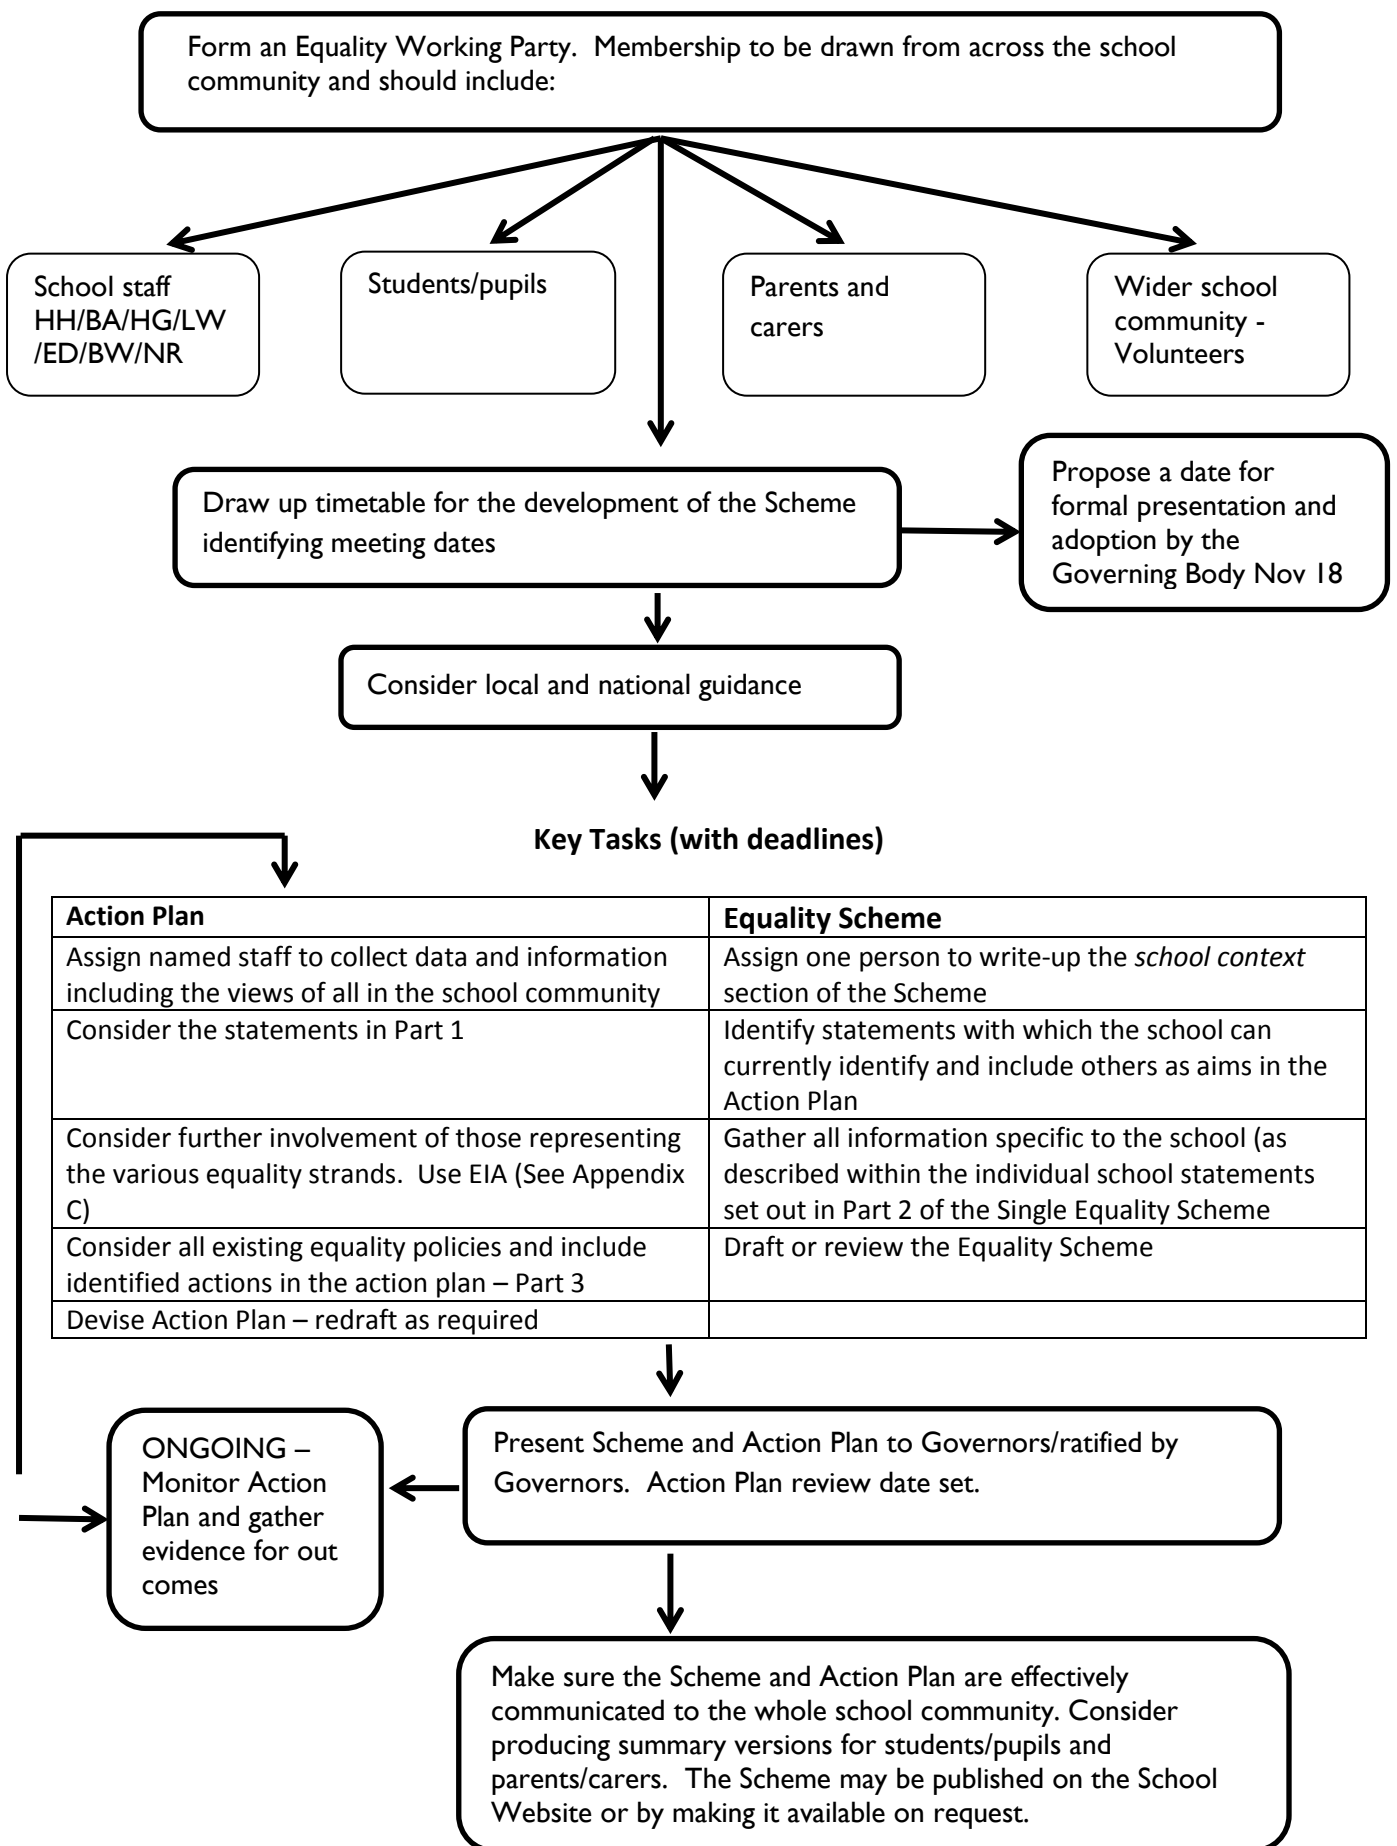 Form an Equality Working Party.  Membership to be drawn from across the school
community and should include:
School staff
HH/BA/HG/LW
/ED/BW/NR
Students/pupils
Parents and
carers
Wider school
community -
Volunteers
Draw up timetable for the development of the Scheme
identifying meeting dates
Propose a date for
formal presentation and
adoption by the
Governing Body Nov 18
Consider local and national guidance
Key Tasks (with deadlines)
Action Plan
Equality Scheme
Assign named staff to collect data and information
including the views of all in the school community
Assign one person to write-up the school context
section of the Scheme
Consider the statements in Part 1
Identify statements with which the school can
currently identify and include others as aims in the
Action Plan
Consider further involvement of those representing
the various equality strands.  Use EIA (See Appendix
C)
Gather all information specific to the school (as
described within the individual school statements
set out in Part 2 of the Single Equality Scheme
Consider all existing equality policies and include
identified actions in the action plan – Part 3
Draft or review the Equality Scheme
Devise Action Plan – redraft as required
ONGOING –
Monitor Action
Plan and gather
evidence for out
comes
Present Scheme and Action Plan to Governors/ratified by
Governors.  Action Plan review date set.
Make sure the Scheme and Action Plan are effectively
communicated to the whole school community. Consider
producing summary versions for students/pupils and
parents/carers.  The Scheme may be published on the School
Website or by making it available on request.